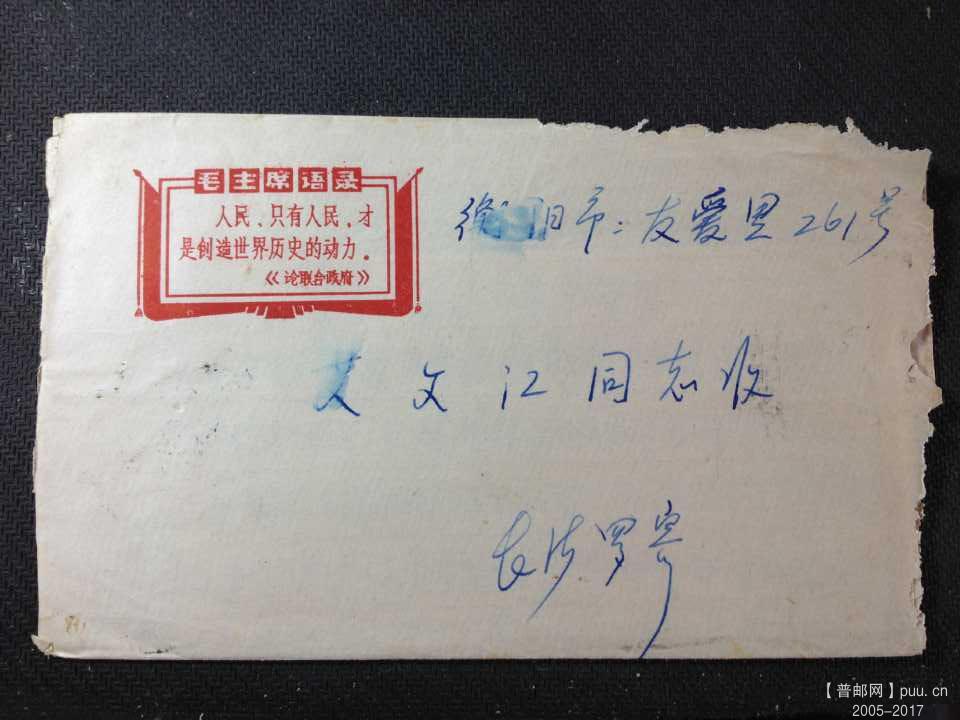 毛主席语录
人民，只有人民，才
是创造世界历史的动力。
《论联合政府》
衡阳市：友爱里261号
艾文江同志收
长沙罗寄
【普邮网】puu.cn
2005-2017